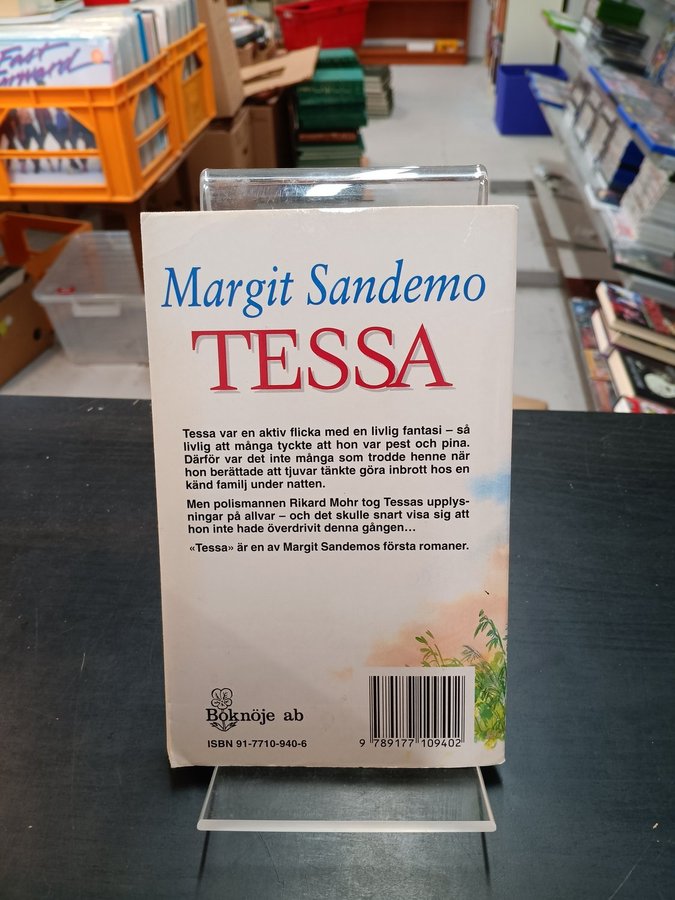 Fast
Forward
Margit Sandemo
TESSA
Tessa var en aktiv flicka med en livlig fantasi – så
livlig att många tyckte att hon var pest och pina.
Därför var det inte många som trodde henne när
hon berättade att tjuvar tänkte göra inbrott hos en
känd familj under natten.
Men polismannen Rikard Mohr tog Tessas upplys-
ningar på allvar – och det skulle snart visa sig att
hon inte hade överdrivit denna gången...
«Tessa» är en av Margit Sandemos första romaner.
Boknöje ab
ISBN 91-7710-940-6
9 789177 109402